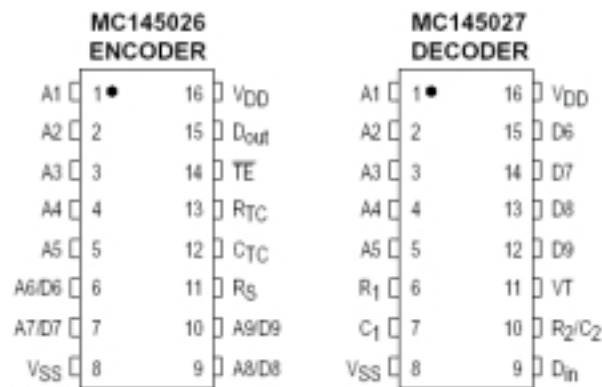 MC145026
ENCODER
A1 1 16 VDD
A2 2 15 Dout
A3 3 14 TE
A4 4 13 RTC
A5 5 12 CTC
A6/D6 6 11 RS
A7/D7 7 10 A9/D9
VSS 8 9 A8/D8
MC145027
DECODER
A1 1 16 VDD
A2 2 15 D6
A3 3 14 D7
A4 4 13 D8
A5 5 12 D9
R1 6 11 VT
C1 7 10 R2/C2
VSS 8 9 Din